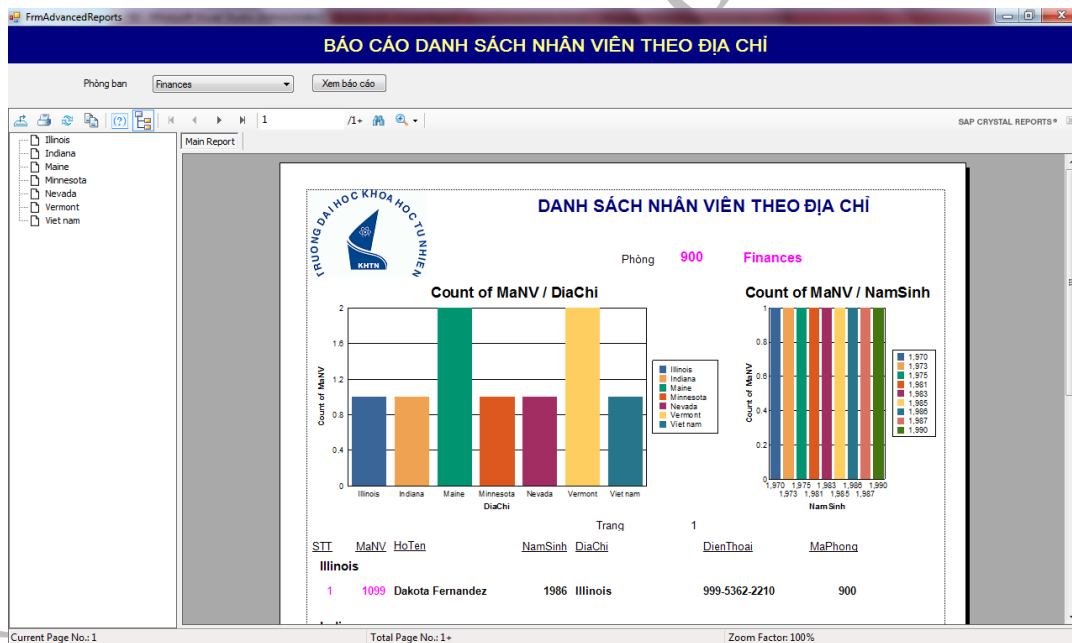 FrmAdvancedReports
BÁO CÁO DANH SÁCH NHÂN VIÊN THEO ĐỊA CHỈ
Phòng ban Finances Xem báo cáo
1 /1+ SAP CRYSTAL REPORTS®
Illinois
Indiana
Maine
Minnesota
Nevada
Vermont
Viet nam
Main Report
TRUONG DAI HOC KHOA HOC TU NHIEN
KHTN
DANH SÁCH NHÂN VIÊN THEO ĐỊA CHỈ
Phòng 900 Finances
Count of MaNV / DiaChi
2
1.6
1.2
0.8
0.4
0
Count of MaNV
Illinois Indiana Maine Minnesota Nevada Vermont Viet nam
DiaChi
Illinois
Indiana
Maine
Minnesota
Nevada
Vermont
Viet nam
Count of MaNV / NamSinh
1
0.8
0.6
0.4
0.2
0
Count of MaNV
1,970 1,975 1,983 1,986 1,990
1,973 1,981 1,985 1,987
NamSinh
1,970
1,973
1,975
1,981
1,983
1,985
1,986
1,987
1,990
Trang 1
STT MaNV HoTen NamSinh DiaChi DienThoai MaPhong
Illinois
1 1099 Dakota Fernandez 1986 Illinois 999-5362-2210 900
Current Page No.: 1 Total Page No.: 1+ Zoom Factor: 100%